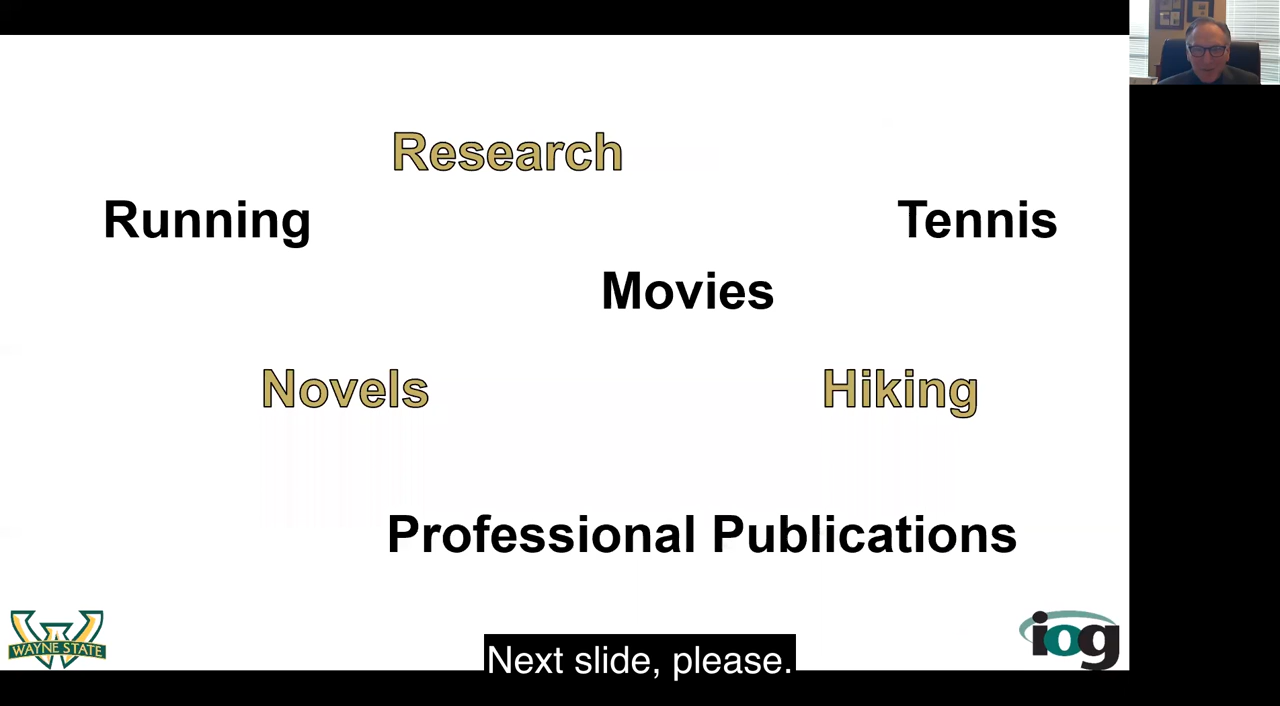 Research
Running
Tennis
Movies
Novels
Hiking
Professional Publications
WAYNE STATE
iog
Next slide, please.